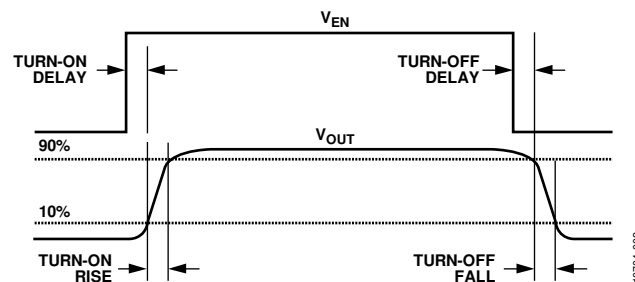 VEN
TURN-ON
DELAY
TURN-OFF
DELAY
90%
VOUT
10%
TURN-ON
RISE
TURN-OFF
FALL